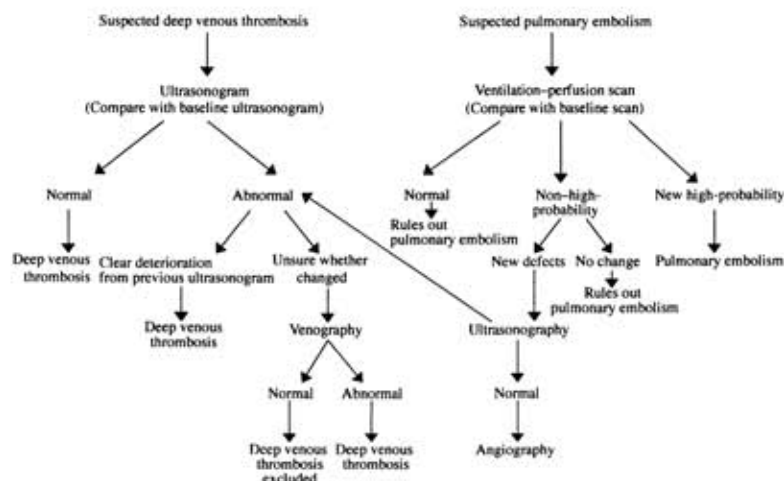 Suspected deep venous thrombosis
Suspected pulmonary embolism
Ultrasonogram
(Compare with baseline ultrasonogram)
Ventilation–perfusion scan
(Compare with baseline scan)
Normal
Abnormal
Normal
Non–high-
probability
New high-probability
Rules out
pulmonary embolism
Deep venous
thrombosis
Clear deterioration
from previous ultrasonogram
Unsure whether
changed
New defects
No change
Pulmonary embolism
Rules out
pulmonary embolism
Deep venous
thrombosis
Venography
Ultrasonography
Normal
Abnormal
Normal
Deep venous
thrombosis
excluded
Deep venous
thrombosis
Angiography